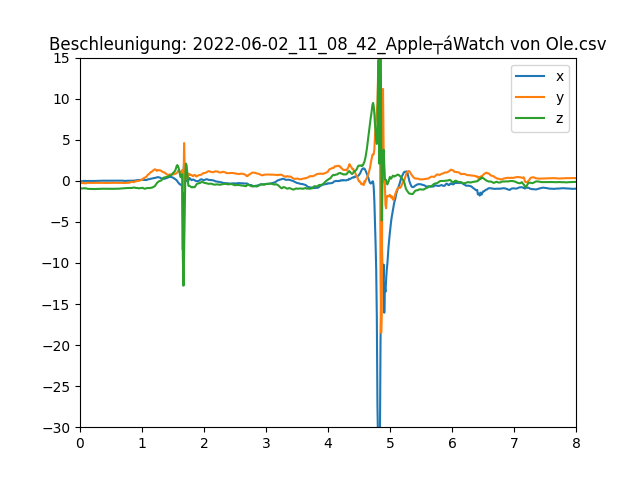 Beschleunigung: 2022-06-02_11_08_42_Apple┬áWatch von Ole.csv
x
y
z
15
10
5
0
−5
−10
−15
−20
−25
−30
0 1 2 3 4 5 6 7 8